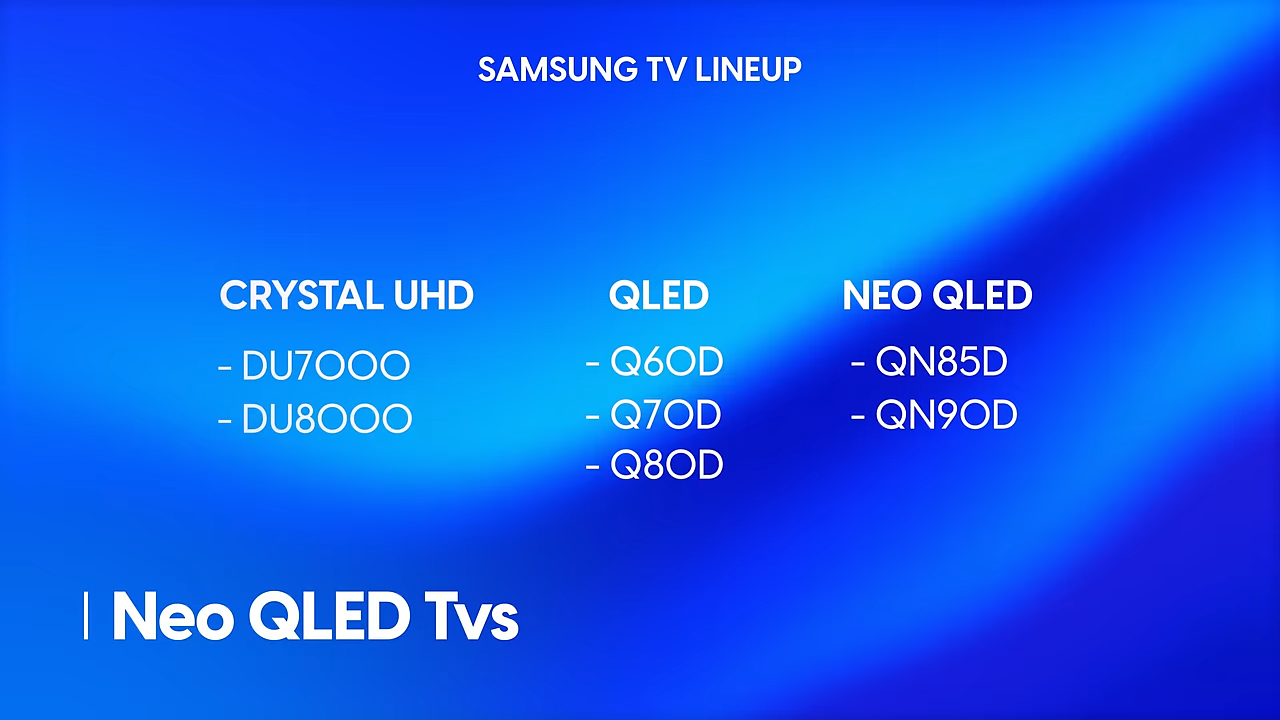 SAMSUNG TV LINEUP
CRYSTAL UHD
- DU7000
- DU8000
QLED
- Q60D
- Q70D
- Q80D
NEO QLED
- QN85D
- QN90D
Neo QLED Tvs